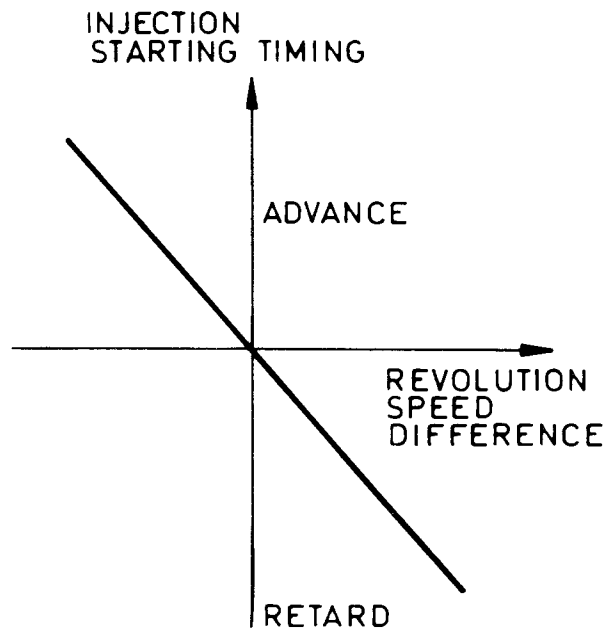 INJECTION
STARTING TIMING
ADVANCE
REVOLUTION
SPEED
DIFFERENCE
RETARD